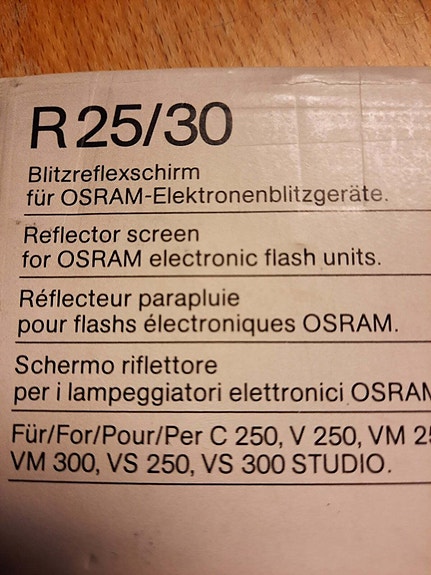 R 25/30
Blitzreflexschirm
für OSRAM-Elektronenblitzgeräte.
Reflector screen
for OSRAM electronic flash units.
Réflecteur parapluie
pour flashs électroniques OSRAM.
Schermo riflettore
per i lampeggiatori elettronici
Für/For/Pour/Per C 250, V 250, VM
VM 300, VS 250, VS 300 STUDIO.